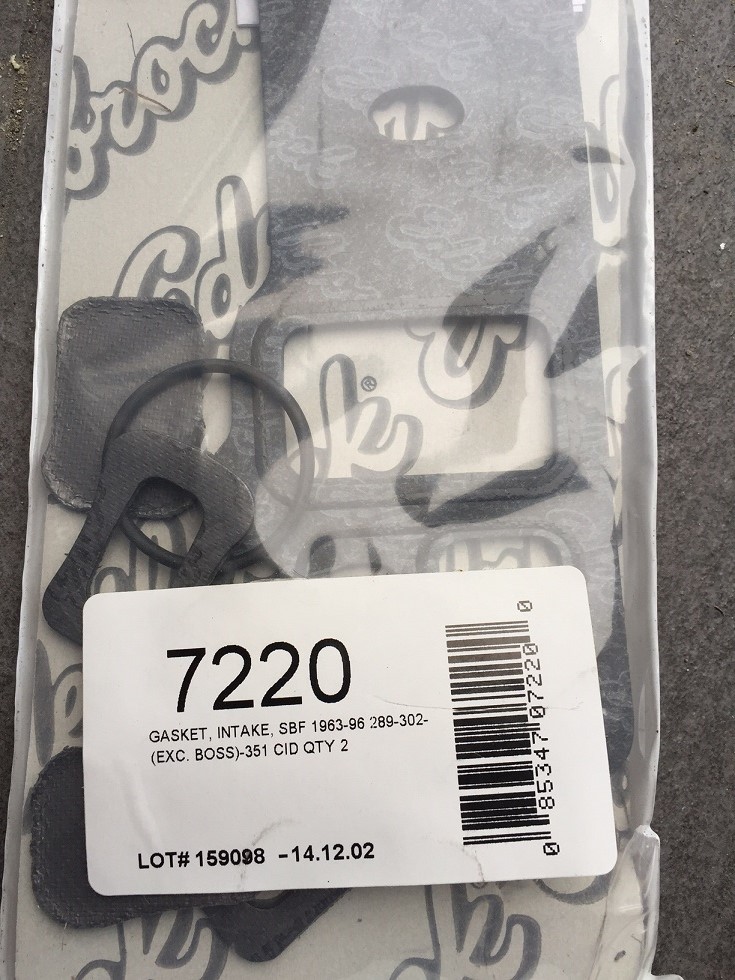 7220
GASKET, INTAKE, SBF 1963-96 289-302-
(EXC. BOSS)-351 CID QTY 2
LOT# 159098 -14.12.02
0 85347 07220 0
®